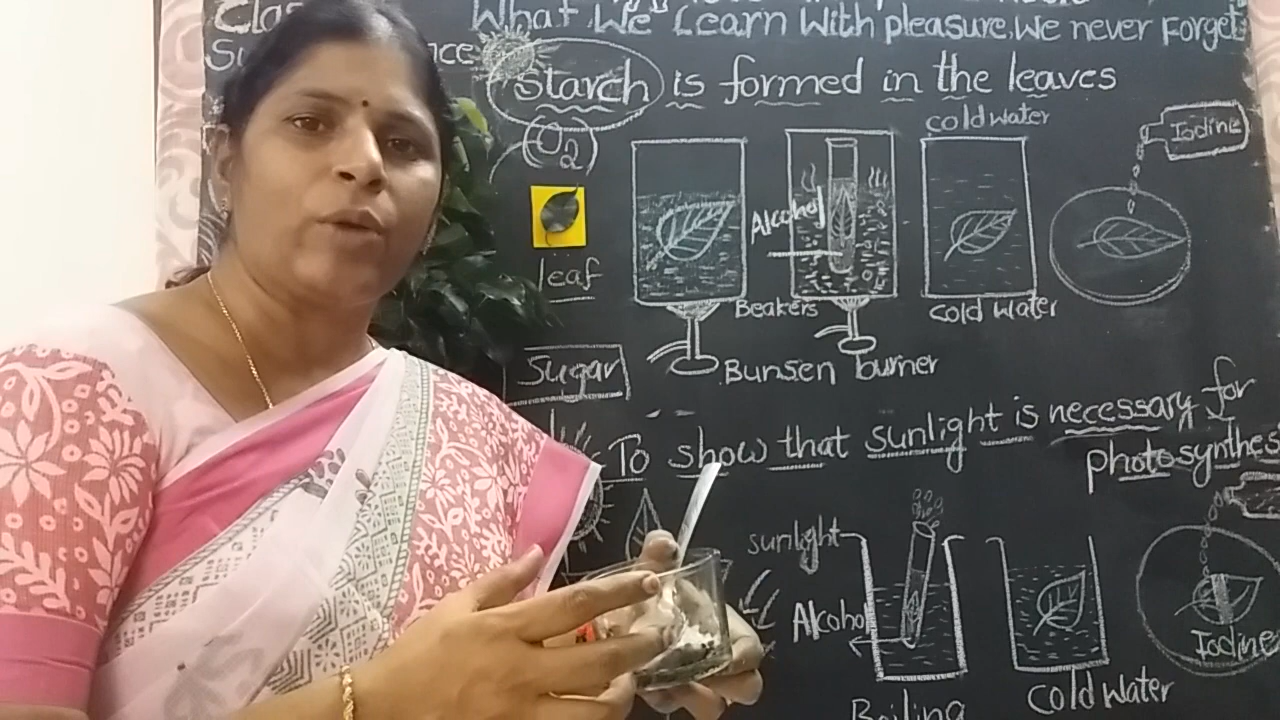 What We Learn With pleasure, We never Forget
Starch is formed in the leaves
O2
cold water
Iodine
Alcohol
leaf
Beakers
cold water
Sugar
Bunsen burner
To show that sunlight is necessary for
photosynthes
sunlight
Alcohol
Iodine
Cold Water
Boiling